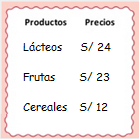 Productos Precios
Lácteos S/ 24
Frutas S/ 23
Cereales S/ 12